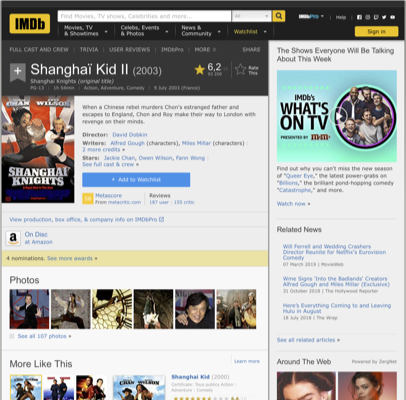 IMDb
Find Movies, TV shows, Celebrities and more...
All
Movies, TV & Showtimes
Celebs, Events & Photos
News & Community
Watchlist
IMDbPro
Help
Sign in
FULL CAST AND CREW | TRIVIA | USER REVIEWS | IMDbPro | MORE
SHARE
Shanghaï Kid II (2003)
Shanghai Knights (original title)
PG-13 | 1h 54min | Action, Adventure, Comedy | 9 July 2003 (France)
6,2
Rate This
SHANGHAI KNIGHTS
When a Chinese rebel murders Chon's estranged father and
escapes to England, Chon and Roy make their way to London with
revenge on their minds.
Director: David Dobkin
Writers: Alfred Gough (characters), Miles Millar (characters) |
2 more credits »
Stars: Jackie Chan, Owen Wilson, Fann Wong |
See full cast & crew »
+ Add to Watchlist
Metascore
From metacritic.com
Reviews
187 user | 155 critic
View production, box office, & company info on IMDbPro
On Disc
at Amazon
4 nominations. See more awards »
Photos
See all 107 photos »
More Like This
Learn more
Shanghai Kid (2000)
The Shows Everyone Will Be Talking
About This Week
IMDb's
WHAT'S
ON TV
PRESENTED BY
Find out why you can't miss the new season
of "Queer Eye," the latest power-grabs on
"Billions," the brilliant pond-hopping comedy
"Catastrophe," and more.
Watch now »
Related News
Will Ferrell and Wedding Crashers
Director Reunite for Netflix's Eurovision
Comedy
07 March 2019 | MovieWeb
Wme Signs 'Into the Badlands' Creators
Alfred Gough and Miles Millar (Exclusive)
31 October 2018 | The Hollywood Reporter
Here's Everything Coming to and Leaving
Hulu in August
18 July 2018 | The Wrap
See all related articles »
Around The Web
Powered by ZergNet